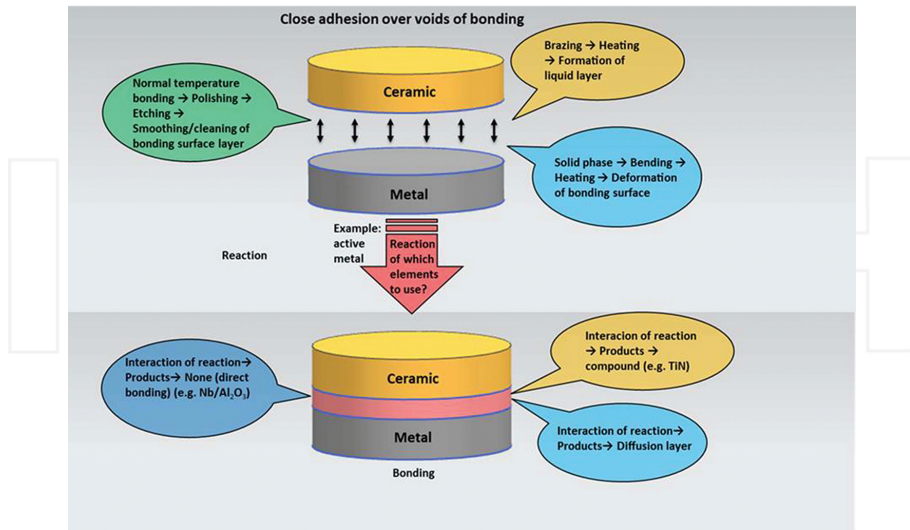 Close adhesion over voids of bonding
Brazing → Heating
→ Formation of
liquid layer
Ceramic
Normal temperature
bonding → Polishing →
Etching →
Smoothing/cleaning of
bonding surface layer
Solid phase → Bending →
Heating → Deformation
of bonding surface
Metal
Example:
active
metal
Reaction
of which
elements
to use?
Reaction
Interaction of reaction→
Products→ None (direct
bonding) (e.g. Nb/Al₂O₃)
Interacion of reaction
→ Products →
compound (e.g. TiN)
Ceramic
Interaction of reaction→
Products→ Diffusion layer
Metal
Bonding